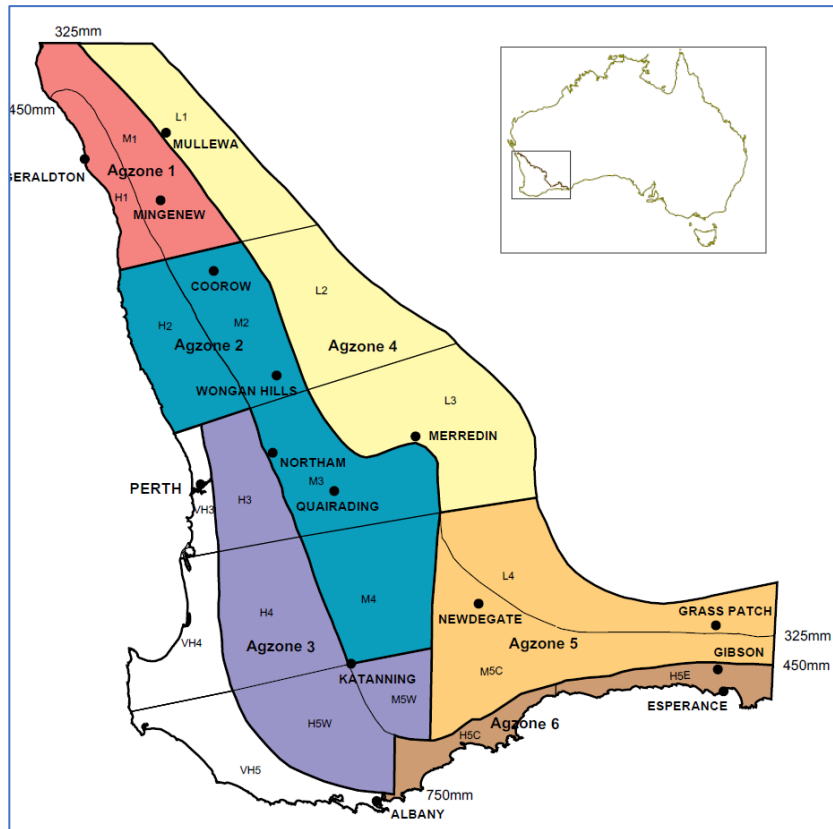 325mm
450mm
L1
M1
MULLEWA
Agzone 1
GERALDTON
H1
MINGENEW
COOROW
L2
H2
M2
Agzone 2
Agzone 4
WONGAN HILLS
L3
MERREDIN
NORTHAM
M3
PERTH
H3
QUAIRADING
VH3
L4
M4
NEWDEGATE
GRASS PATCH
H4
325mm
VH4
Agzone 3
Agzone 5
GIBSON
450mm
KATANNING
M5C
H5E
M5W
ESPERANCE
H5W
Agzone 6
H5C
VH5
750mm
ALBANY